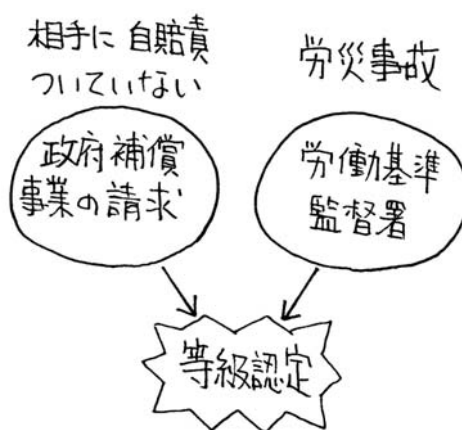 相手に自賠責
ついていない
政府補償
事業の請求
労災事故
労働基準
監督署
等級認定